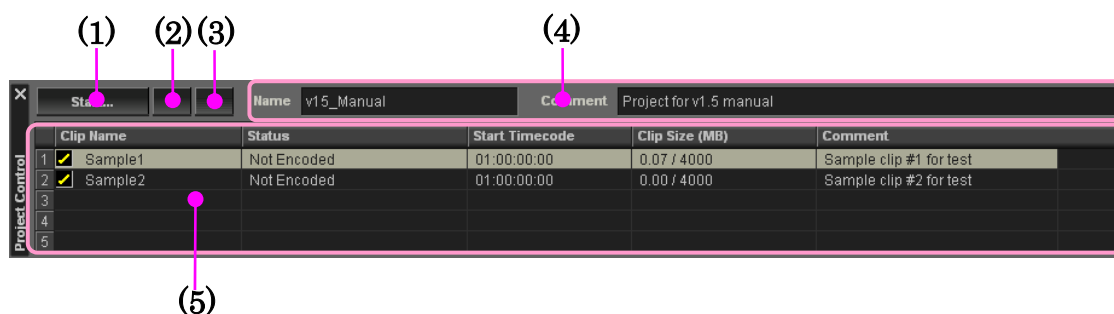 (1) (2) (3) (4)
Name v15_Manual Comment Project for v1.5 manual
Clip Name Status Start Timecode Clip Size (MB) Comment
1 Sample1 Not Encoded 01:00:00:00 0.07 / 4000 Sample clip #1 for test
2 Sample2 Not Encoded 01:00:00:00 0.00 / 4000 Sample clip #2 for test
3
4
5
Project Control
(5)